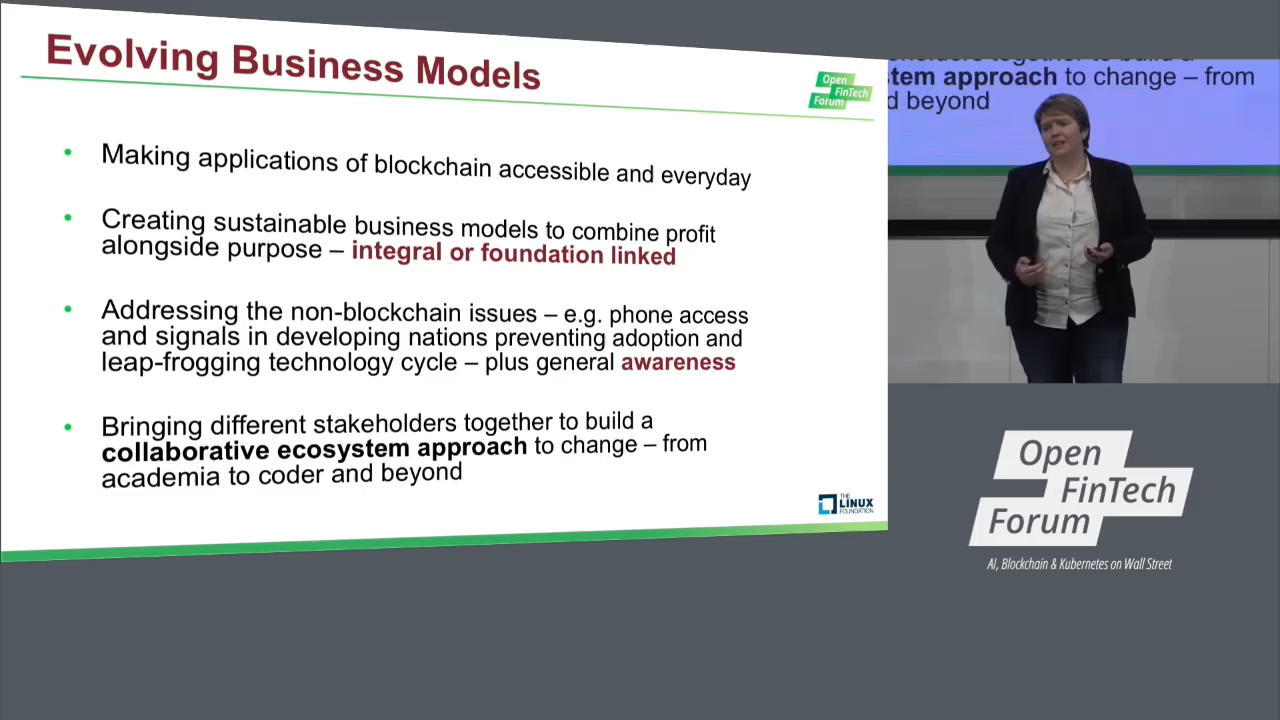 Evolving Business Models
Open
FinTech
Forum
Making applications of blockchain accessible and everyday
Creating sustainable business models to combine profit
alongside purpose – integral or foundation linked
Addressing the non-blockchain issues – e.g. phone access
and signals in developing nations preventing adoption and
leap-frogging technology cycle – plus general awareness
Bringing different stakeholders together to build a
collaborative ecosystem approach to change – from
academia to coder and beyond
THE
LINUX
FOUNDATION
tem approach to change – from
d beyond
Open
FinTech
Forum
AI, Blockchain & Kubernetes on Wall Street